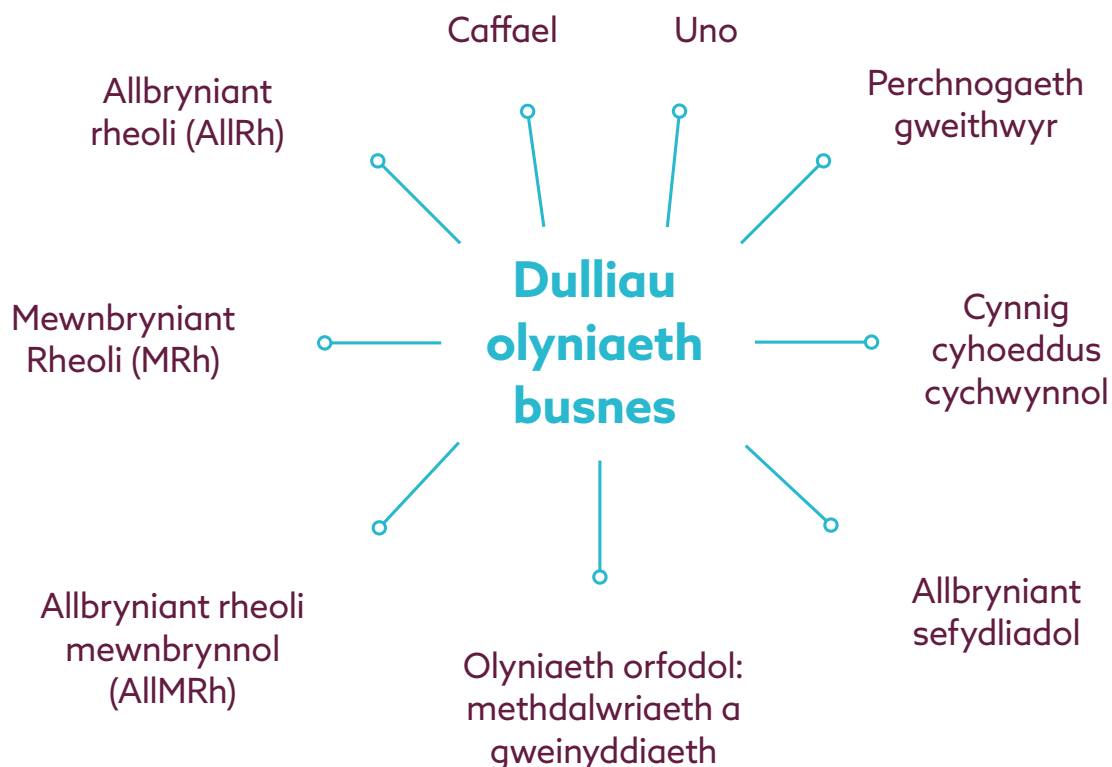 Caffael
Uno
Perchnogaeth
gweithwyr
Cynnig
cyhoeddus
cychwynnol
Allbryniant
sefydliadol
Olyniaeth orfodol:
methdalwriaeth a
gweinyddiaeth
Allbryniant rheoli
mewnbrynnol
(AllMRh)
Mewnbryniant
Rheoli (MRh)
Allbryniant
rheoli (AllRh)
Dulliau
olyniaeth
busnes